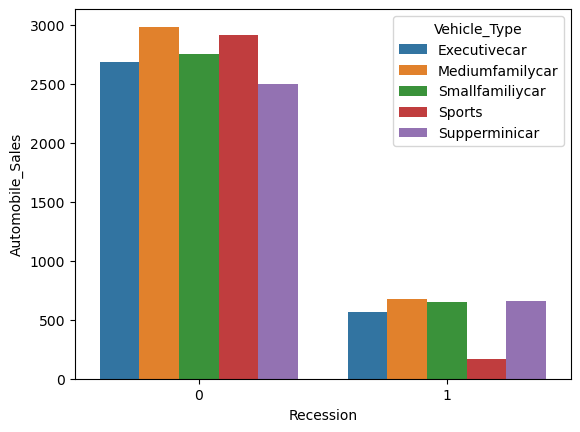 3000
2500
2000
1500
1000
500
0
Automobile_Sales
Vehicle_Type
Executivecar
Mediumfamilycar
Smallfamiliycar
Sports
Supperminicar
0 1
Recession